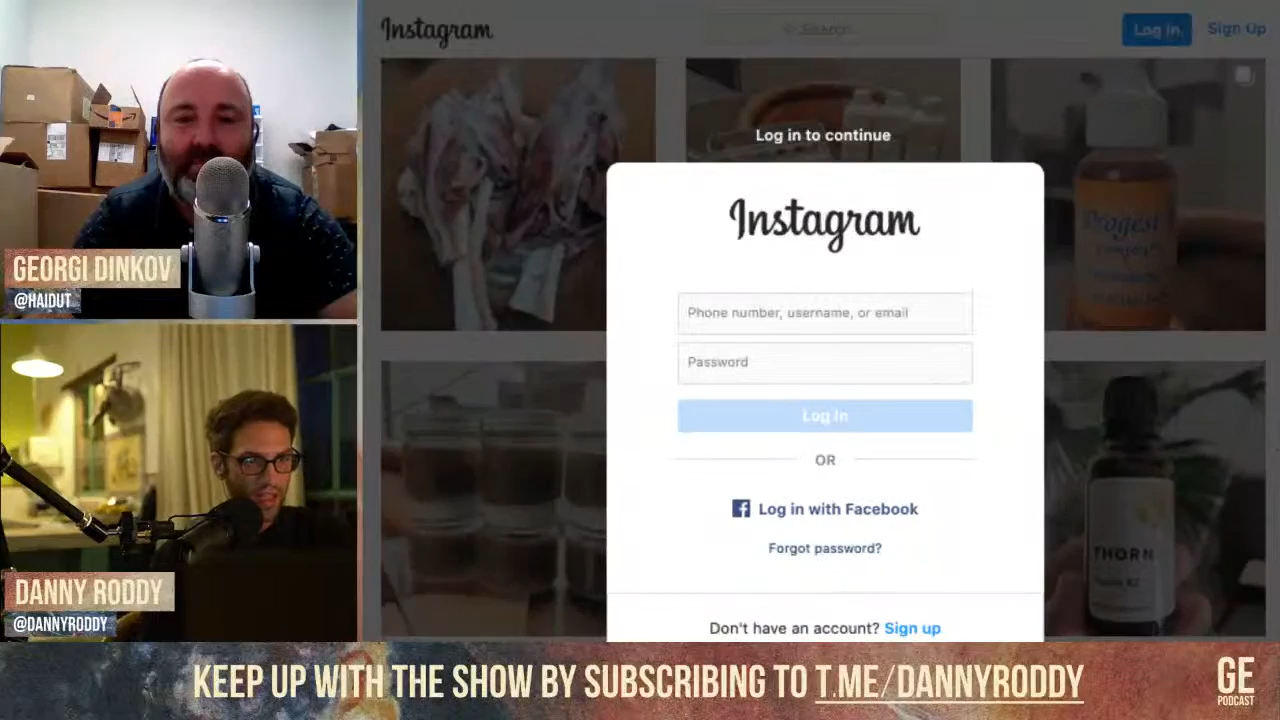 GEORGI DINKOV
@HAIDUT
DANNY RODDY
@DANNYRODDY
Instagram
Search
Log In
Sign Up
Log in to continue
Instagram
Phone number, username, or email
Password
Log In
OR
Log in with Facebook
Forgot password?
Don't have an account? Sign up
THORN
KEEP UP WITH THE SHOW BY SUBSCRIBING TO T.ME/DANNYRODDY
GE
PODCAST